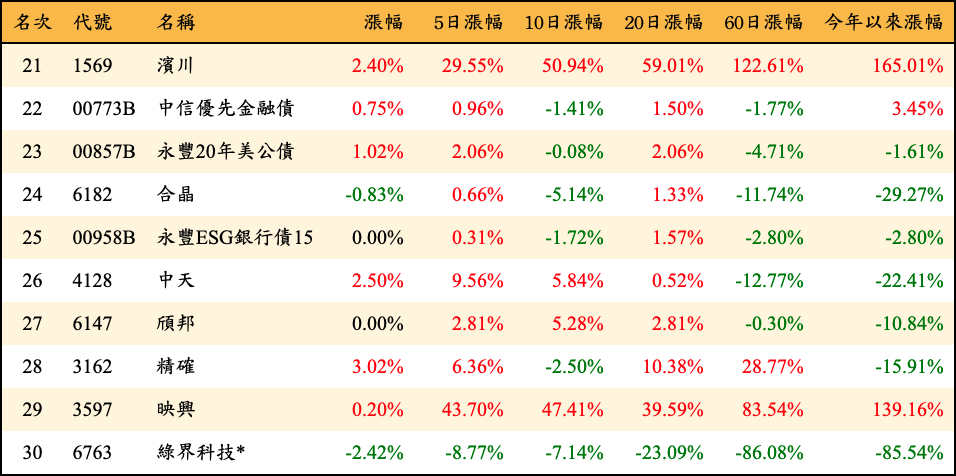 名次 代號 名稱 漲幅 5日漲幅 10日漲幅 20日漲幅 60日漲幅 今年以來漲幅
21 1569 濱川 2.40% 29.55% 50.94% 59.01% 122.61% 165.01%
22 00773B 中信優先金融債 0.75% 0.96% -1.41% 1.50% -1.77% 3.45%
23 00857B 永豐20年美公債 1.02% 2.06% -0.08% 2.06% -4.71% -1.61%
24 6182 合晶 -0.83% 0.66% -5.14% 1.33% -11.74% -29.27%
25 00958B 永豐ESG銀行債15 0.00% 0.31% -1.72% 1.57% -2.80% -2.80%
26 4128 中天 2.50% 9.56% 5.84% 0.52% -12.77% -22.41%
27 6147 頎邦 0.00% 2.81% 5.28% 2.81% -0.30% -10.84%
28 3162 精確 3.02% 6.36% -2.50% 10.38% 28.77% -15.91%
29 3597 映興 0.20% 43.70% 47.41% 39.59% 83.54% 139.16%
30 6763 綠界科技* -2.42% -8.77% -7.14% -23.09% -86.08% -85.54%